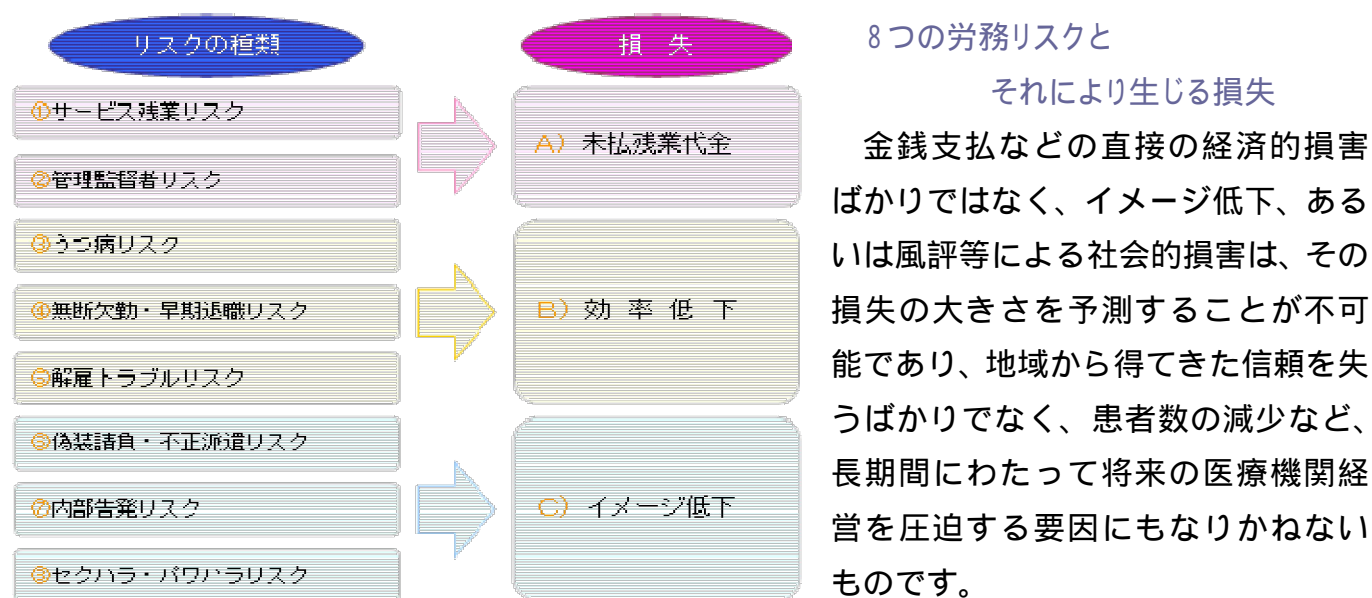 リスクの種類
①サービス残業リスク
②管理監督者リスク
③うつ病リスク
④無断欠勤・早期退職リスク
⑤解雇トラブルリスク
⑥偽装請負・不正派遣リスク
⑦内部告発リスク
⑧セクハラ・パワハラリスク
損 失
A) 未払残業代金
B) 効 率 低 下
C) イメージ低下
8つの労務リスクと
それにより生じる損失
金銭支払などの直接の経済的損害
ばかりではなく、イメージ低下、ある
いは風評等による社会的損害は、その
損失の大きさを予測することが不可
能であり、地域から得てきた信頼を失
うばかりでなく、患者数の減少など、
長期間にわたって将来の医療機関経
営を圧迫する要因にもなりかねない
ものです。